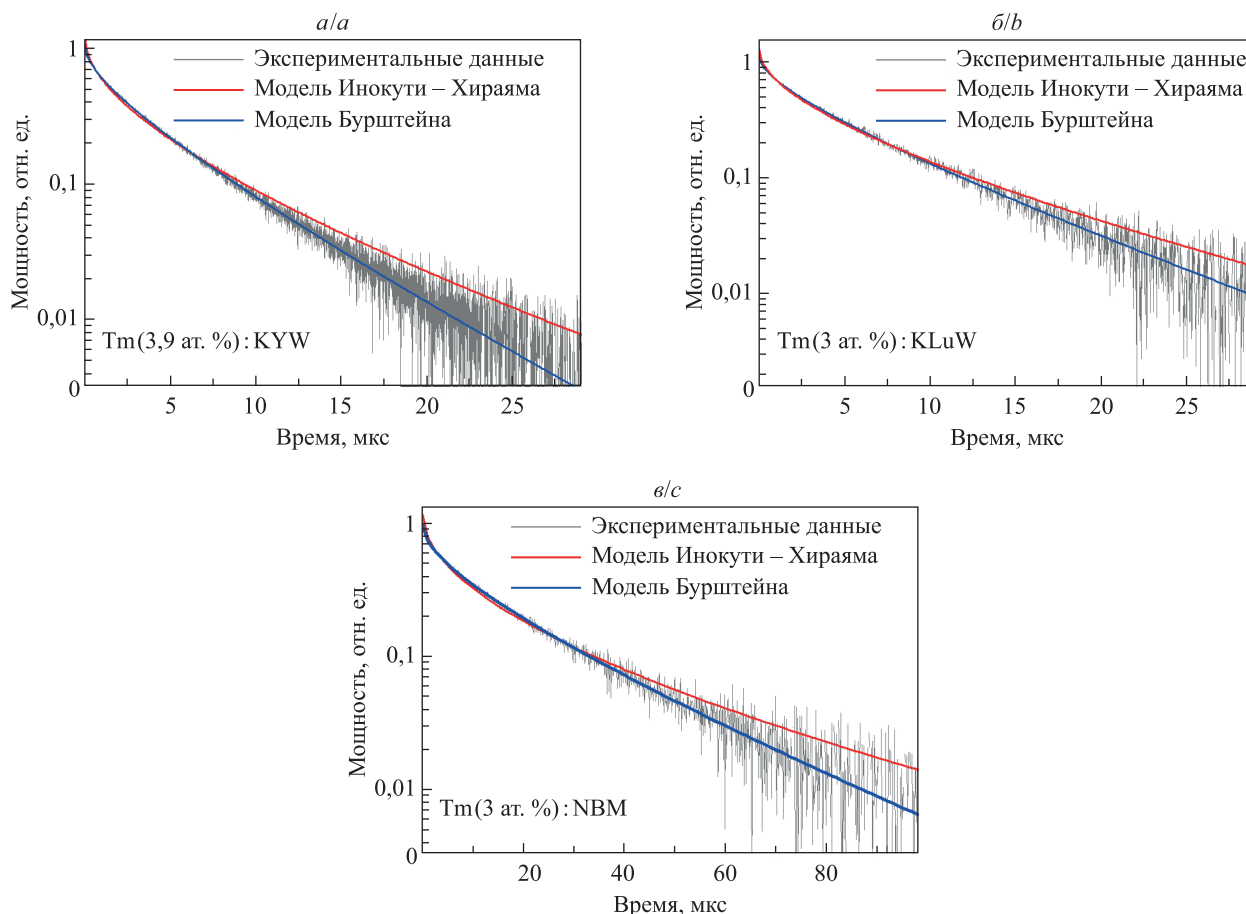 а/a
1
0,1
0,01
0
Мощность, отн. ед.
Экспериментальные данные
Модель Инокути – Хираяма
Модель Бурштейна
Tm (3,9 ат. %) : KYW
5 10 15 20 25
Время, мкс
б/b
1
0,1
0,01
0
Мощность, отн. ед.
Экспериментальные данные
Модель Инокути – Хираяма
Модель Бурштейна
Tm (3 ат. %) : KLuW
5 10 15 20 25
Время, мкс
в/c
1
0,1
0,01
0
Мощность, отн. ед.
Экспериментальные данные
Модель Инокути – Хираяма
Модель Бурштейна
Tm (3 ат. %) : NBM
20 40 60 80
Время, мкс